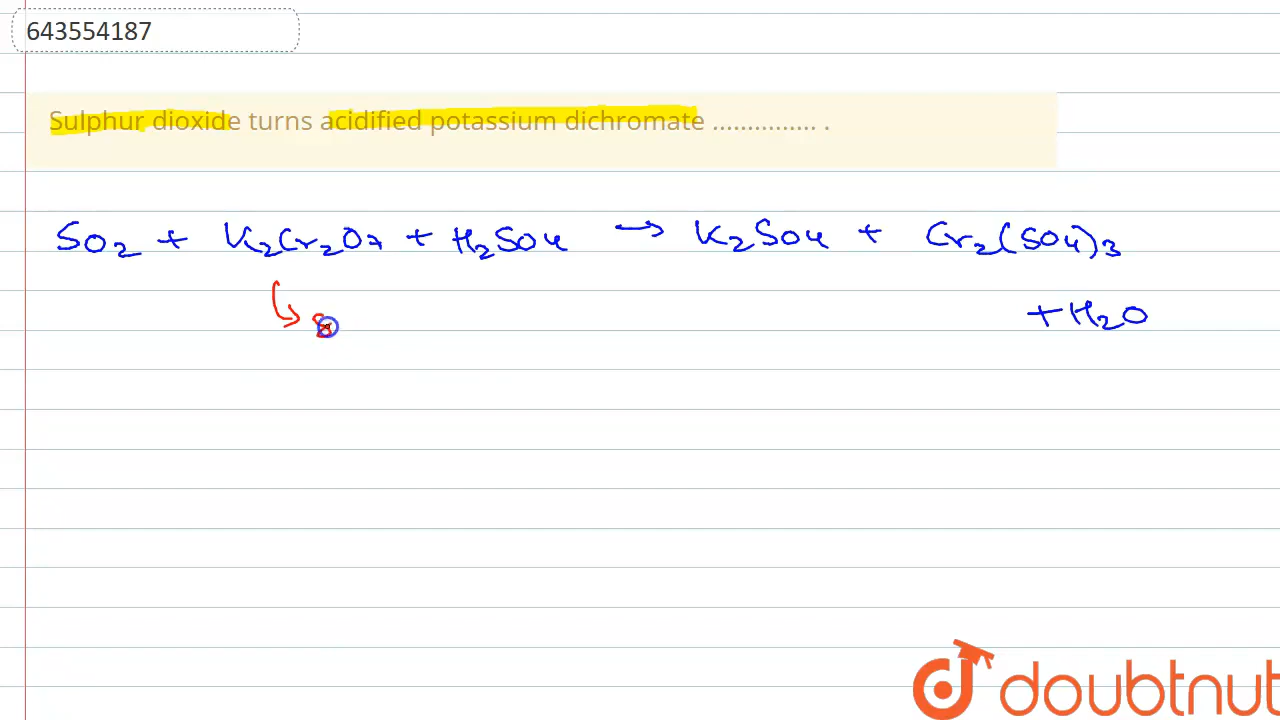 643554187
Sulphur dioxide turns acidified potassium dichromate ............... .
SO2 + K2Cr2O7 + H2SO4 → K2SO4 + Cr2(SO4)3
+ H2O
doubtnut